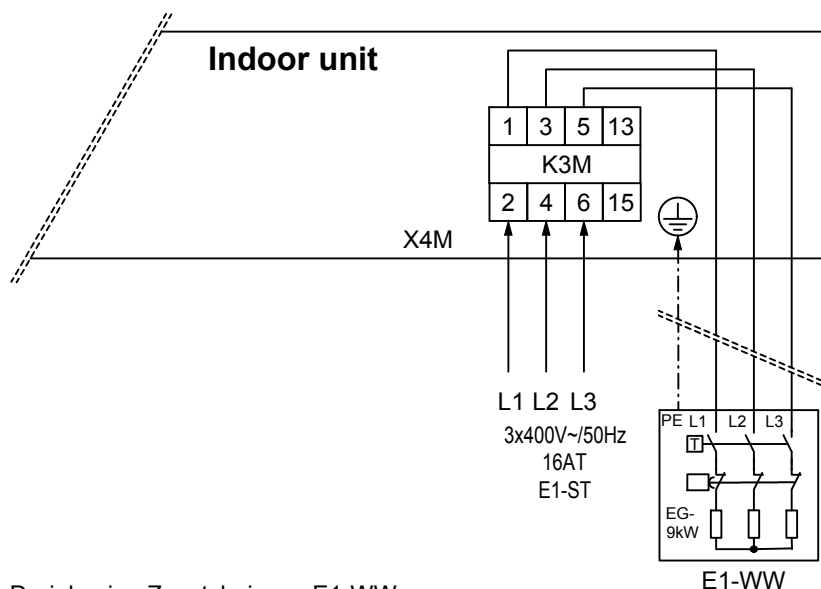 Indoor unit
1 3 5 13
K3M
2 4 6 15
X4M
L1 L2 L3
3x400V~/50Hz
16AT
E1-ST
PE L1 L2 L3
T
EG-
9kW
E1-WW